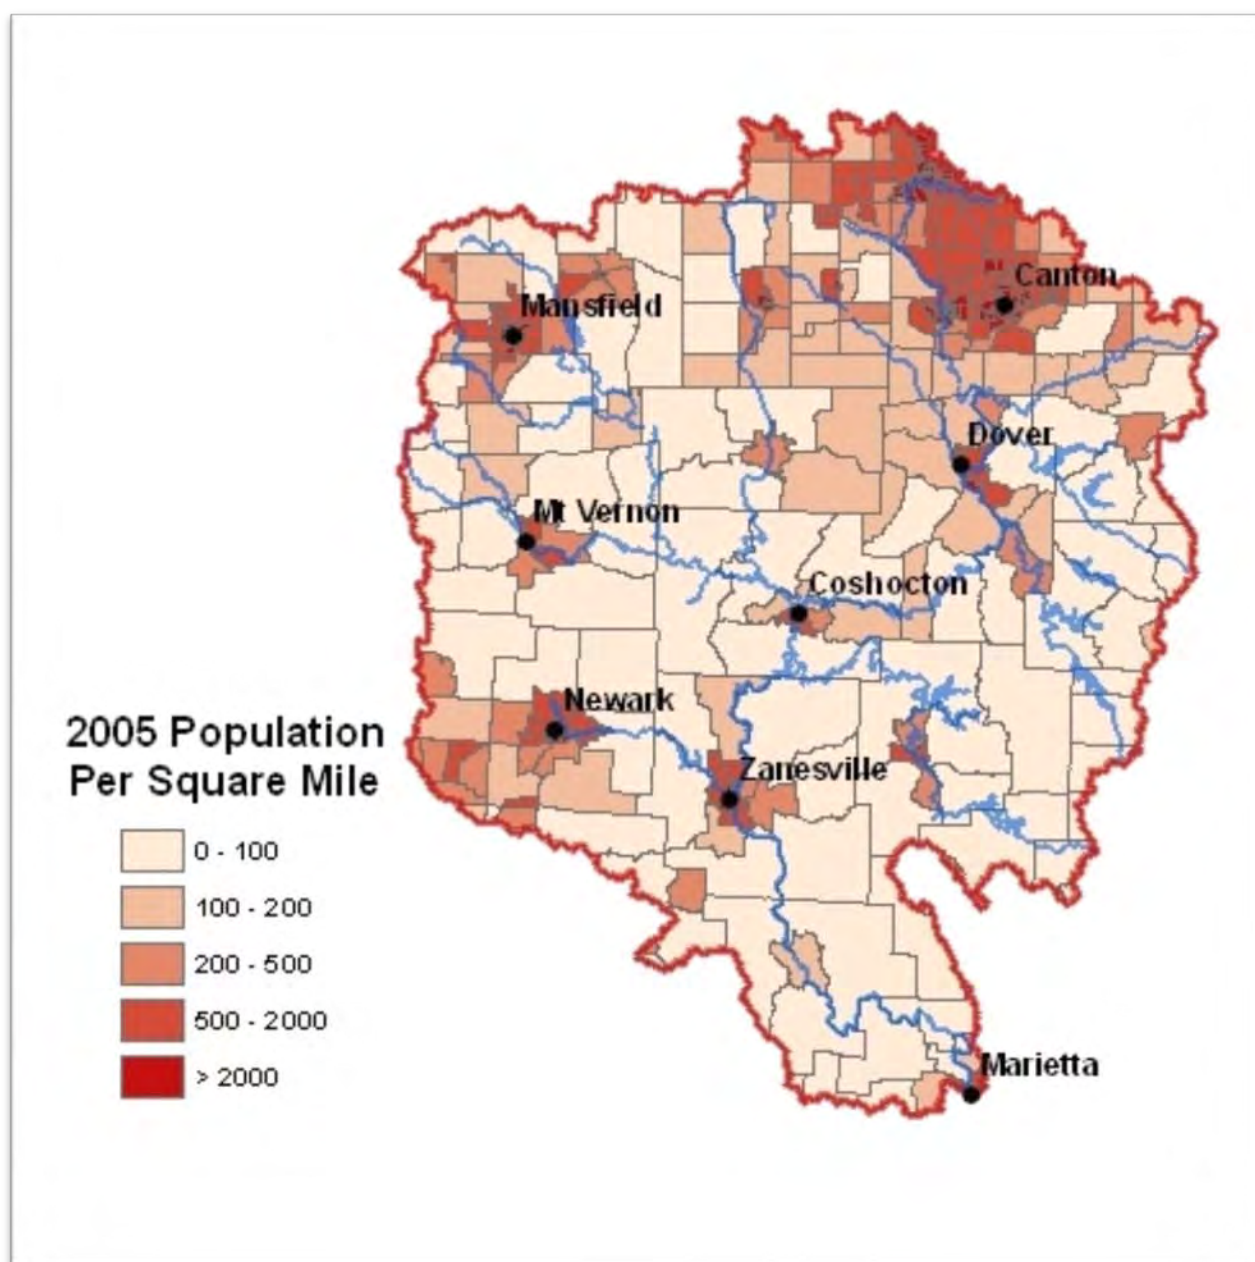 Canton
Mansfield
Dover
Mt Vernon
Coshocton
Newark
2005 Population
Per Square Mile
Zanesville
0 - 100
100 - 200
200 - 500
500 - 2000
> 2000
Marietta